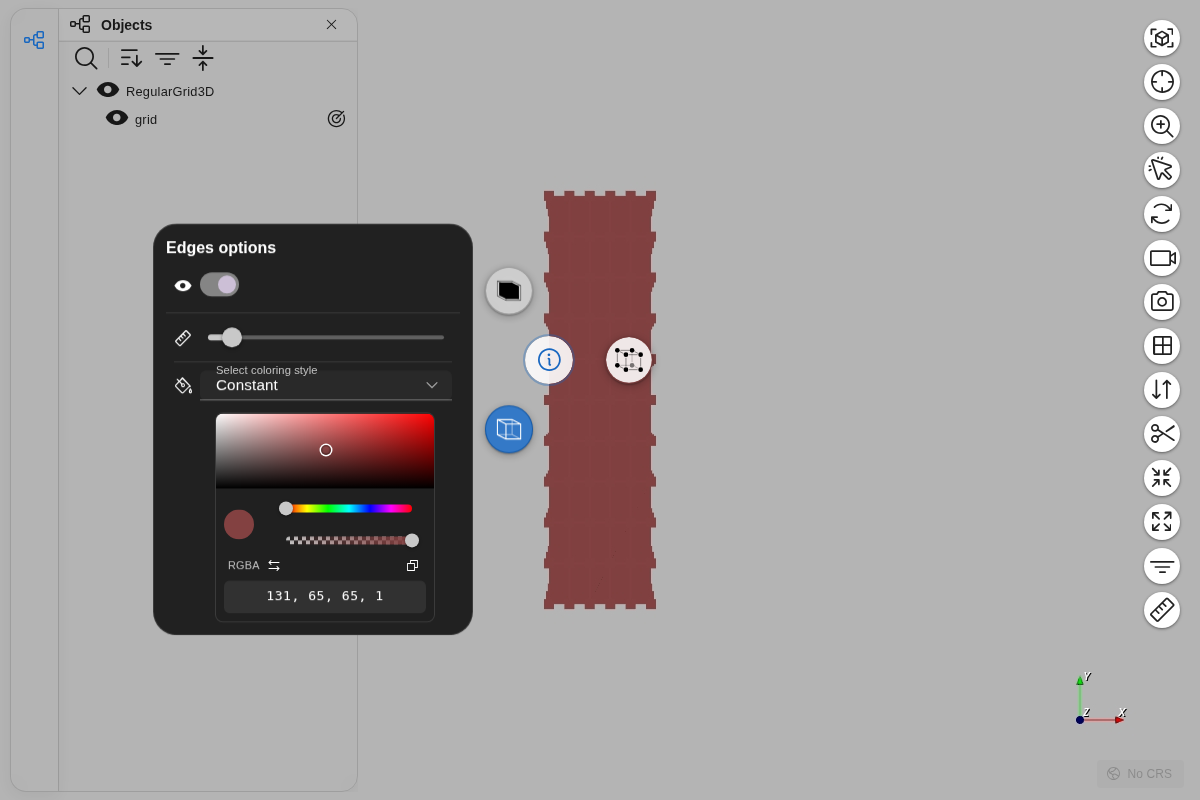 Objects
RegularGrid3D
grid
Edges options
Select coloring style
Constant
RGBA
131, 65, 65, 1
Y
Z
X
No CRS